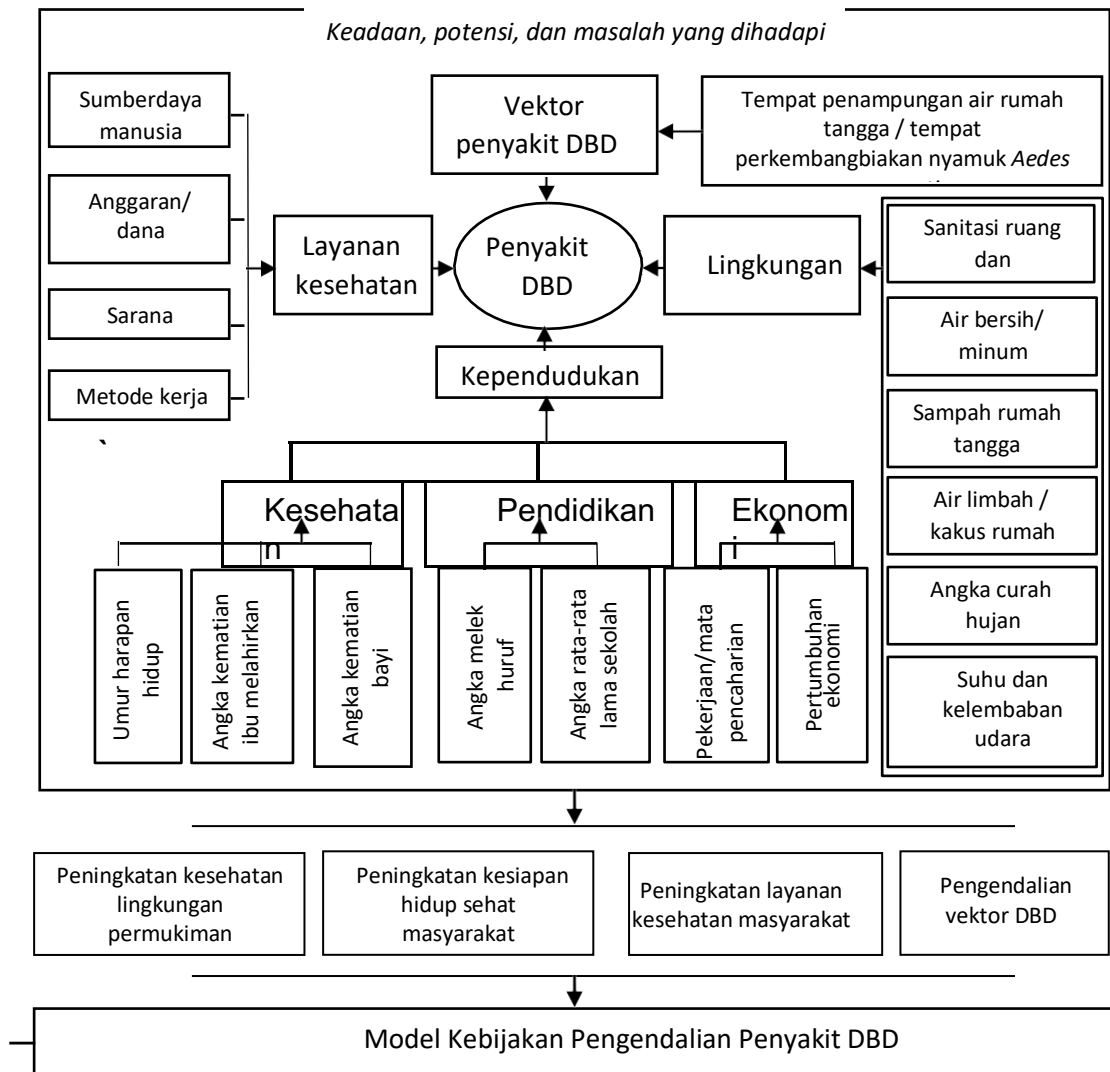 Keadaan, potensi, dan masalah yang dihadapi
Sumberdaya
manusia
Anggaran/
dana
Sarana
Metode kerja
`
Layanan
kesehatan
Vektor
penyakit DBD
Tempat penampungan air rumah
tangga / tempat
perkembangbiakan nyamuk Aedes
Penyakit
DBD
Lingkungan
Sanitasi ruang
dan
Air bersih/
minum
Sampah rumah
tangga
Air limbah /
kakus rumah
Angka curah
hujan
Suhu dan
kelembaban
udara
Kependudukan
Kesehata
n
Pendidikan
Ekonom
i
Umur harapan
hidup
Angka kematian
ibu melahirkan
Angka kematian
bayi
Angka melek
huruf
Angka rata-rata
lama sekolah
Pekerjaan/mata
pencaharian
Pertumbuhan
ekonomi
Peningkatan kesehatan
lingkungan
permukiman
Peningkatan kesiapan
hidup sehat
masyarakat
Peningkatan layanan
kesehatan masyarakat
Pengendalian
vektor DBD
Model Kebijakan Pengendalian Penyakit DBD